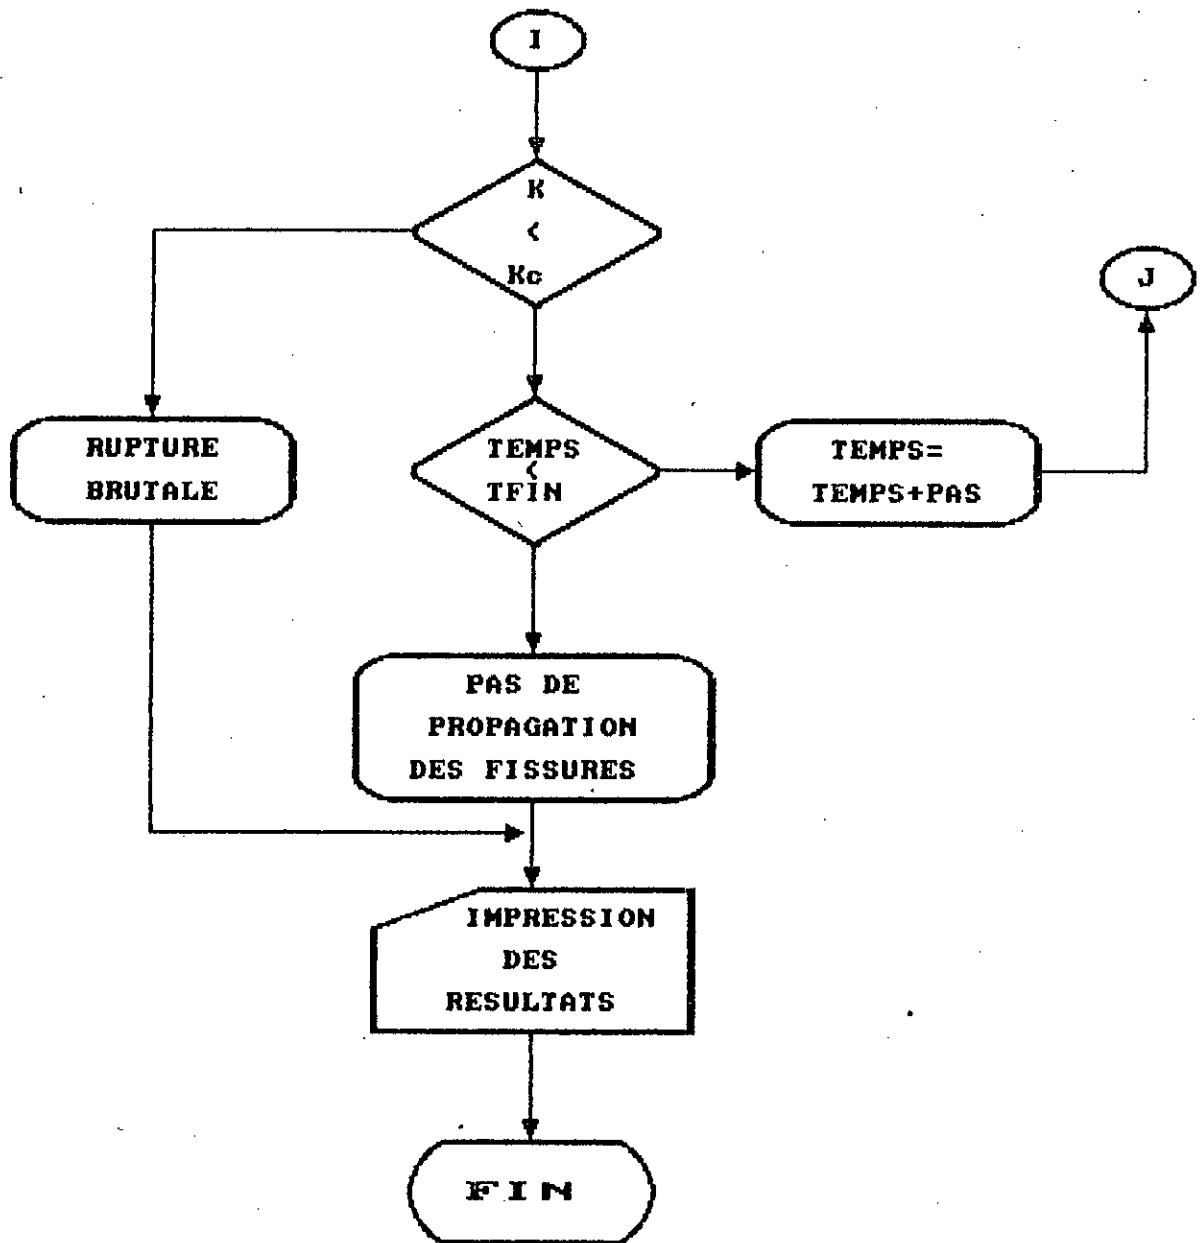 I
K
<
Kc
J
RUPTURE
BRUTALE
TEMPS
<
TFIN
TEMPS=
TEMPS+PAS
PAS DE
PROPAGATION
DES FISSURES
IMPRESSION
DES
RESULTATS
FIN